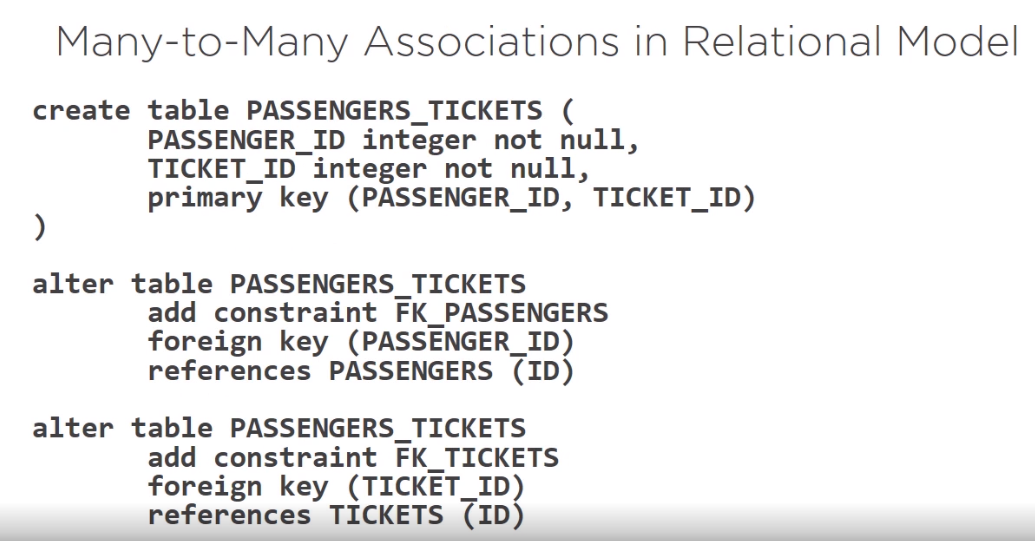 Many-to-Many Associations in Relational Model
create table PASSENGERS_TICKETS (
PASSENGER_ID integer not null,
TICKET_ID integer not null,
primary key (PASSENGER_ID, TICKET_ID)
)
alter table PASSENGERS_TICKETS
add constraint FK_PASSENGERS
foreign key (PASSENGER_ID)
references PASSENGERS (ID)
alter table PASSENGERS_TICKETS
add constraint FK_TICKETS
foreign key (TICKET_ID)
references TICKETS (ID)